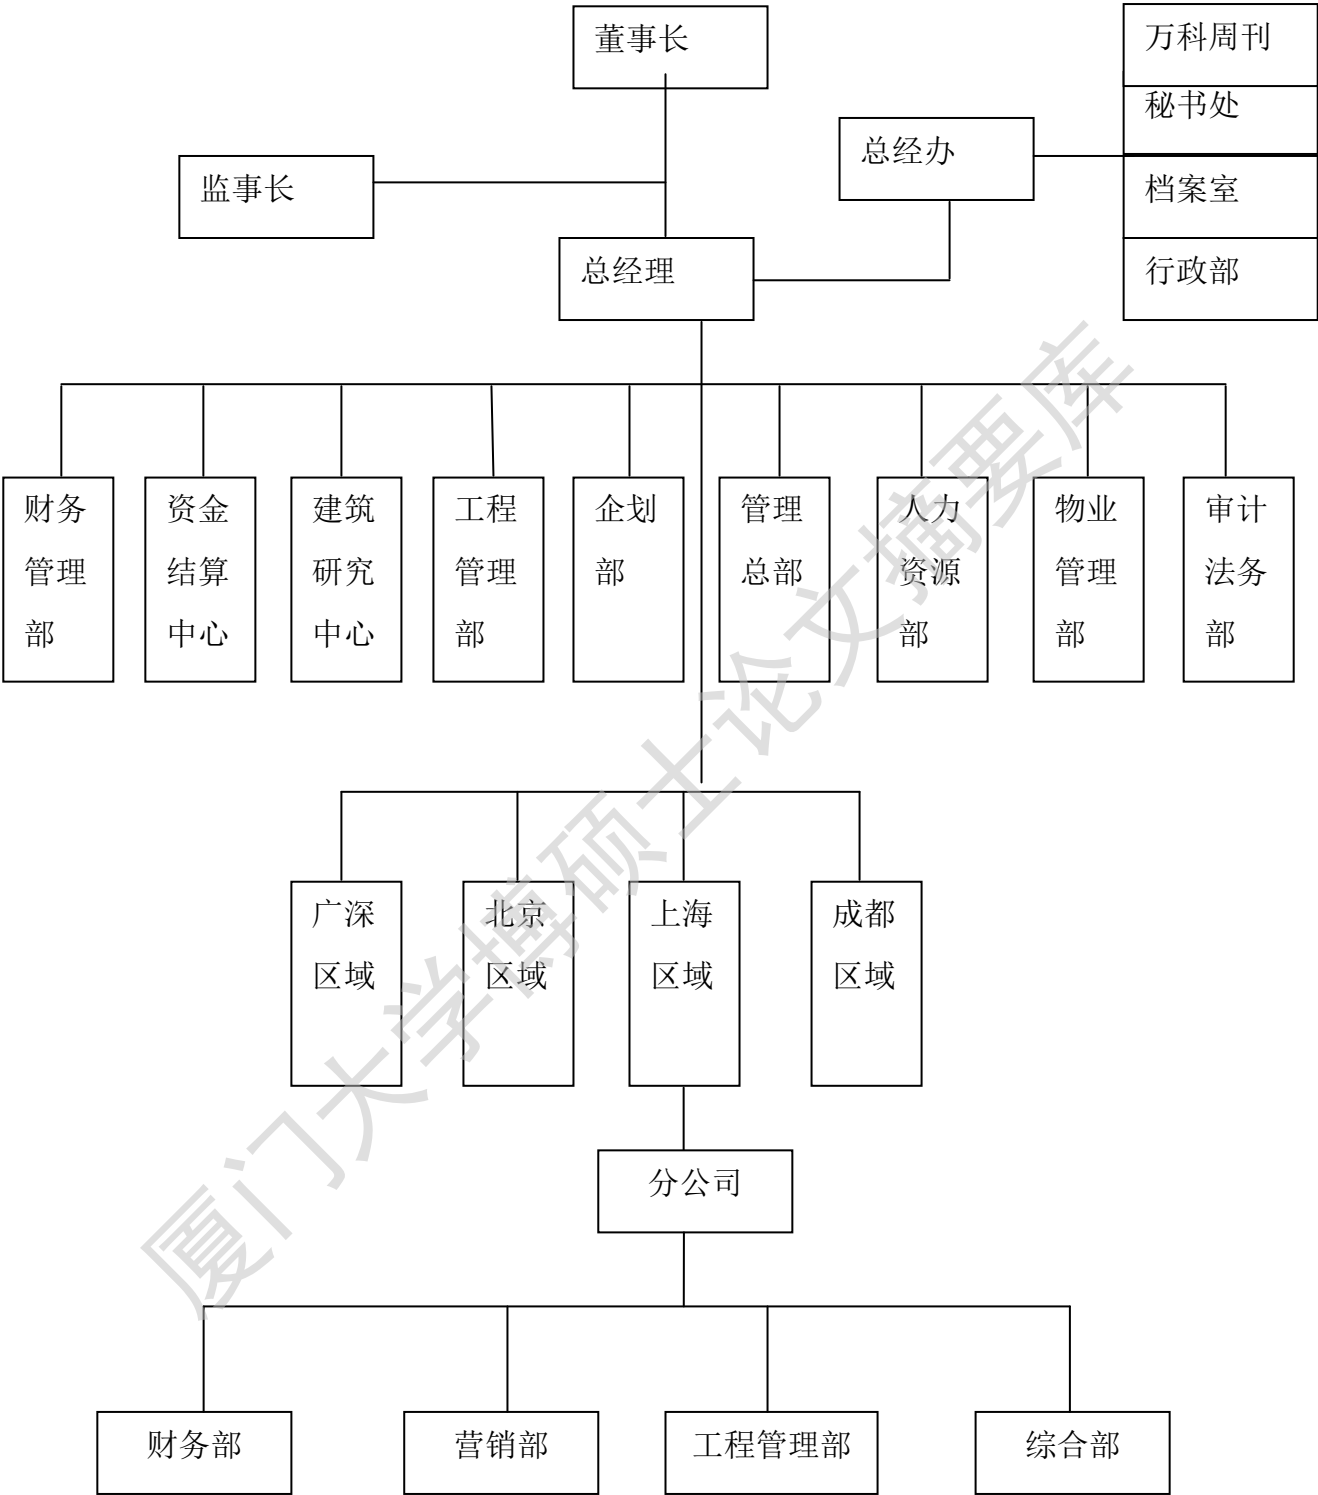 董事长
万科周刊
秘书处
总经办
监事长
档案室
总经理
行政部
财务
管理
部
资金
结算
中心
建筑
研究
中心
工程
管理
部
企划
部
管理
总部
人力
资源
部
物业
管理
部
审计
法务
部
广深
区域
北京
区域
上海
区域
成都
区域
分公司
财务部
营销部
工程管理部
综合部
厦门大学博硕士论文摘要库